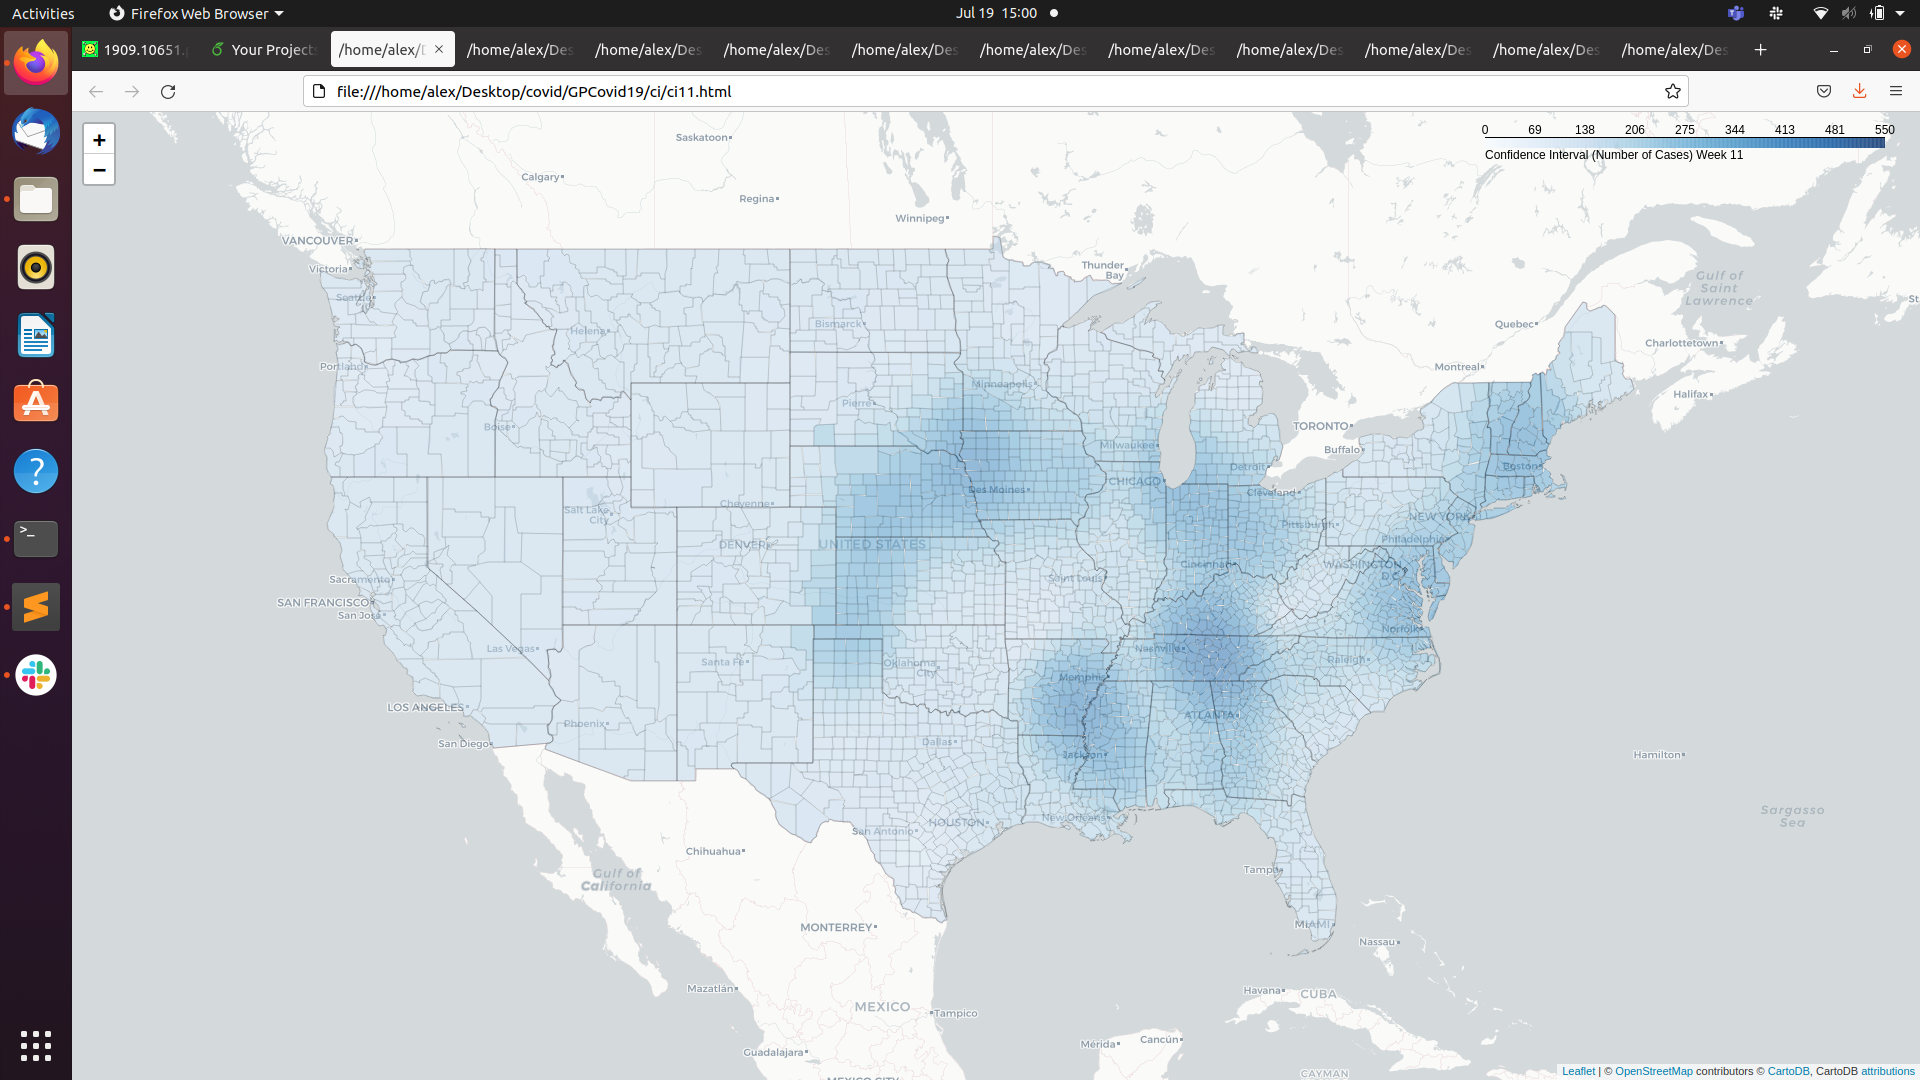 Activities
Firefox Web Browser
Jul 19 15:00
1909.10651.
Your Project
/home/alex/D
/home/alex/Des
/home/alex/Des
/home/alex/Des
/home/alex/Des
/home/alex/Des
/home/alex/Des
/home/alex/Des
/home/alex/Des
/home/alex/Des
/home/alex/Des
file:///home/alex/Desktop/covid/GPCovid19/ci/ci11.html
+
−
0 69 138 206 275 344 413 481 550
Confidence Interval (Number of Cases) Week 11
Saskatoon
Calgary
Regina
Winnipeg
VANCOUVER
Victoria
Thunder
Bay
Gulf of
Saint
Lawrence
St
Seattle
Helena
Bismarck
Quebec
Charlottetown
Portland
Montreal
Halifax
Minneapolis
Pierre
Boise
TORONTO
Buffalo
Milwaukee
Detroit
Boston
CHICAGO
Des Moines
Cleveland
Cheyenne
Salt Lake
City
NEW YORK
Pittsburgh
Philadelphia
DENVER
UNITED STATES
Cincinnati
WASHINGTON
D.C.
Sacramento
Saint Louis
SAN FRANCISCO
San Jose
Norfolk
Las Vegas
Santa Fe
Oklahoma
City
Nashville
Raleigh
Memphis
LOS ANGELES
Phoenix
ATLANTA
San Diego
Dallas
Jackson
Hamilton
Sargasso
Sea
HOUSTON
New Orleans
San Antonio
Chihuahua
Gulf of
California
Tampa
MONTERREY
MIAMI
Nassau
Mazatlán
MEXICO
Tampico
Havana
CUBA
Mérida
Cancún
Guadalajara
MEXICO CITY
CAYMAN
Leaflet | © OpenStreetMap contributors © CartoDB, CartoDB attributions